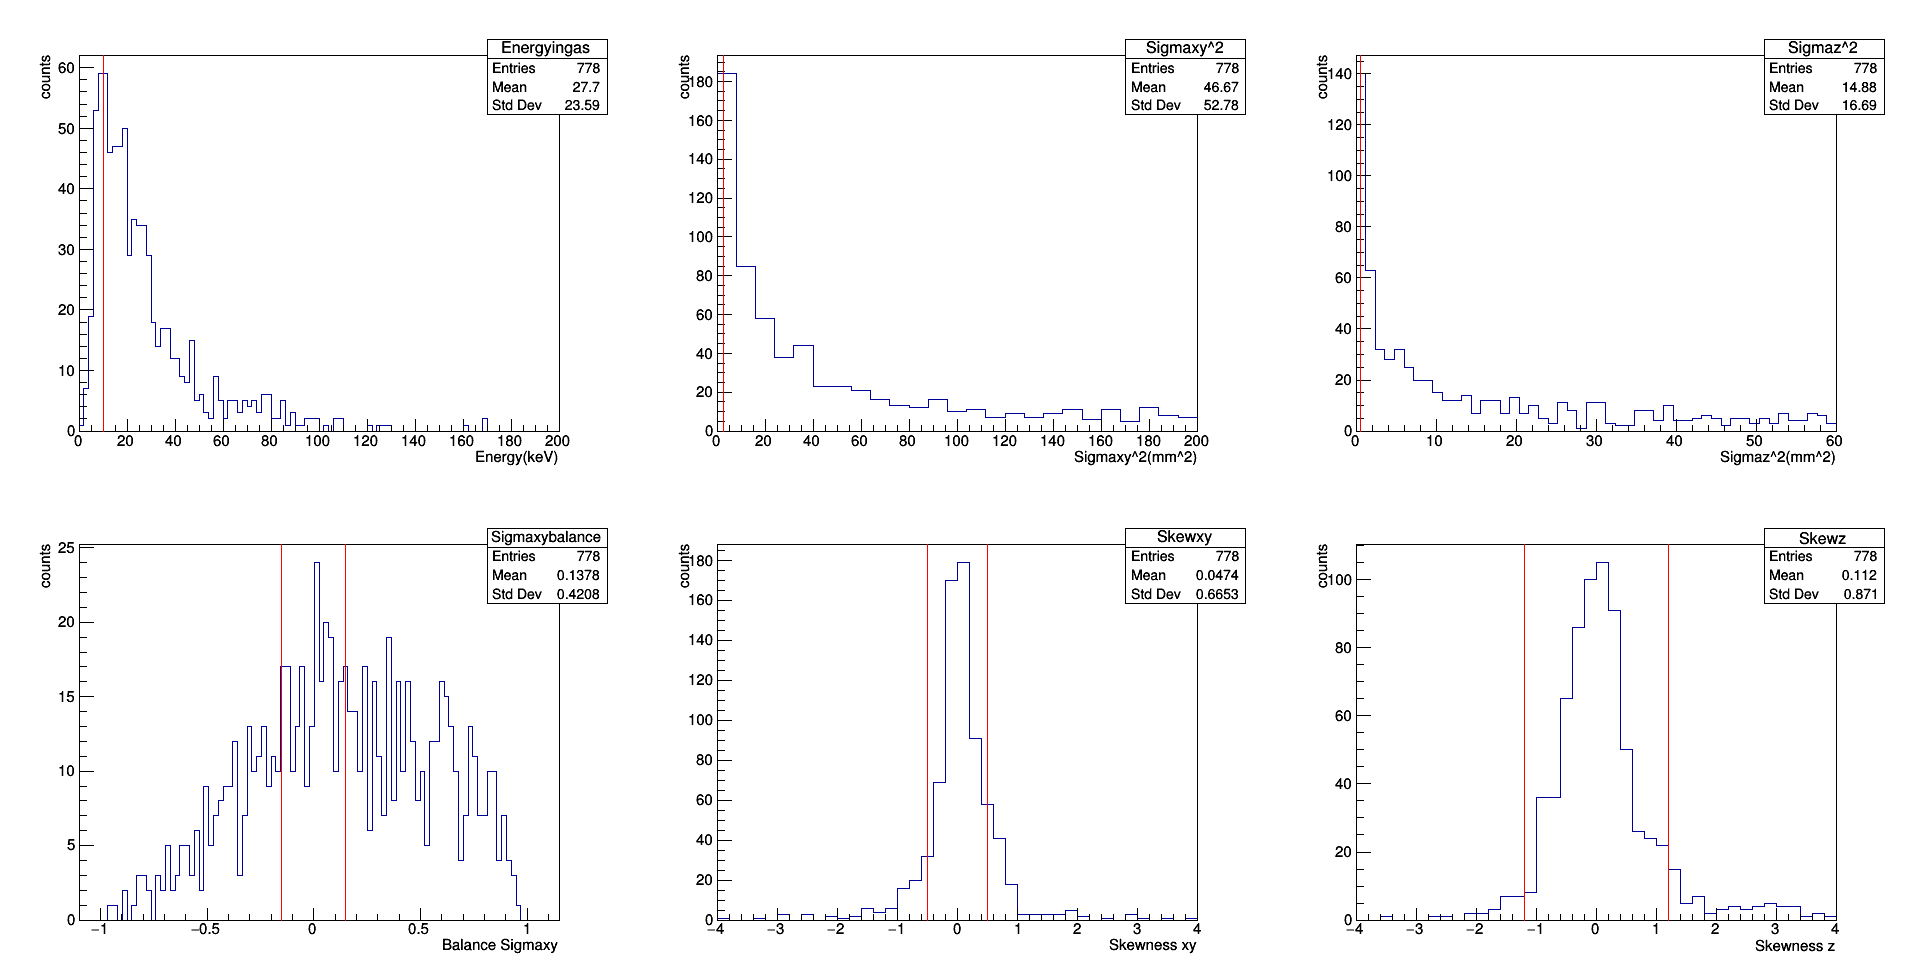 Energyingas
Entries 778
Mean 27.7
Std Dev 23.59
counts
60
50
40
30
20
10
0
0 20 40 60 80 100 120 140 160 180 200
Energy(keV)
Sigmaxy^2
Entries 778
Mean 46.67
Std Dev 52.78
counts
180
160
140
120
100
80
60
40
20
0
0 20 40 60 80 100 120 140 160 180 200
Sigmaxy^2(mm^2)
Sigmaz^2
Entries 778
Mean 14.88
Std Dev 16.69
counts
140
120
100
80
60
40
20
0
0 10 20 30 40 50 60
Sigmaz^2(mm^2)
Sigmaxybalance
Entries 778
Mean 0.1378
Std Dev 0.4208
counts
25
20
15
10
5
0
−1 −0.5 0 0.5 1
Balance Sigmaxy
Skewxy
Entries 778
Mean 0.0474
Std Dev 0.6653
counts
180
160
140
120
100
80
60
40
20
0
−4 −3 −2 −1 0 1 2 3 4
Skewness xy
Skewz
Entries 778
Mean 0.112
Std Dev 0.871
counts
100
80
60
40
20
0
−4 −3 −2 −1 0 1 2 3 4
Skewness z